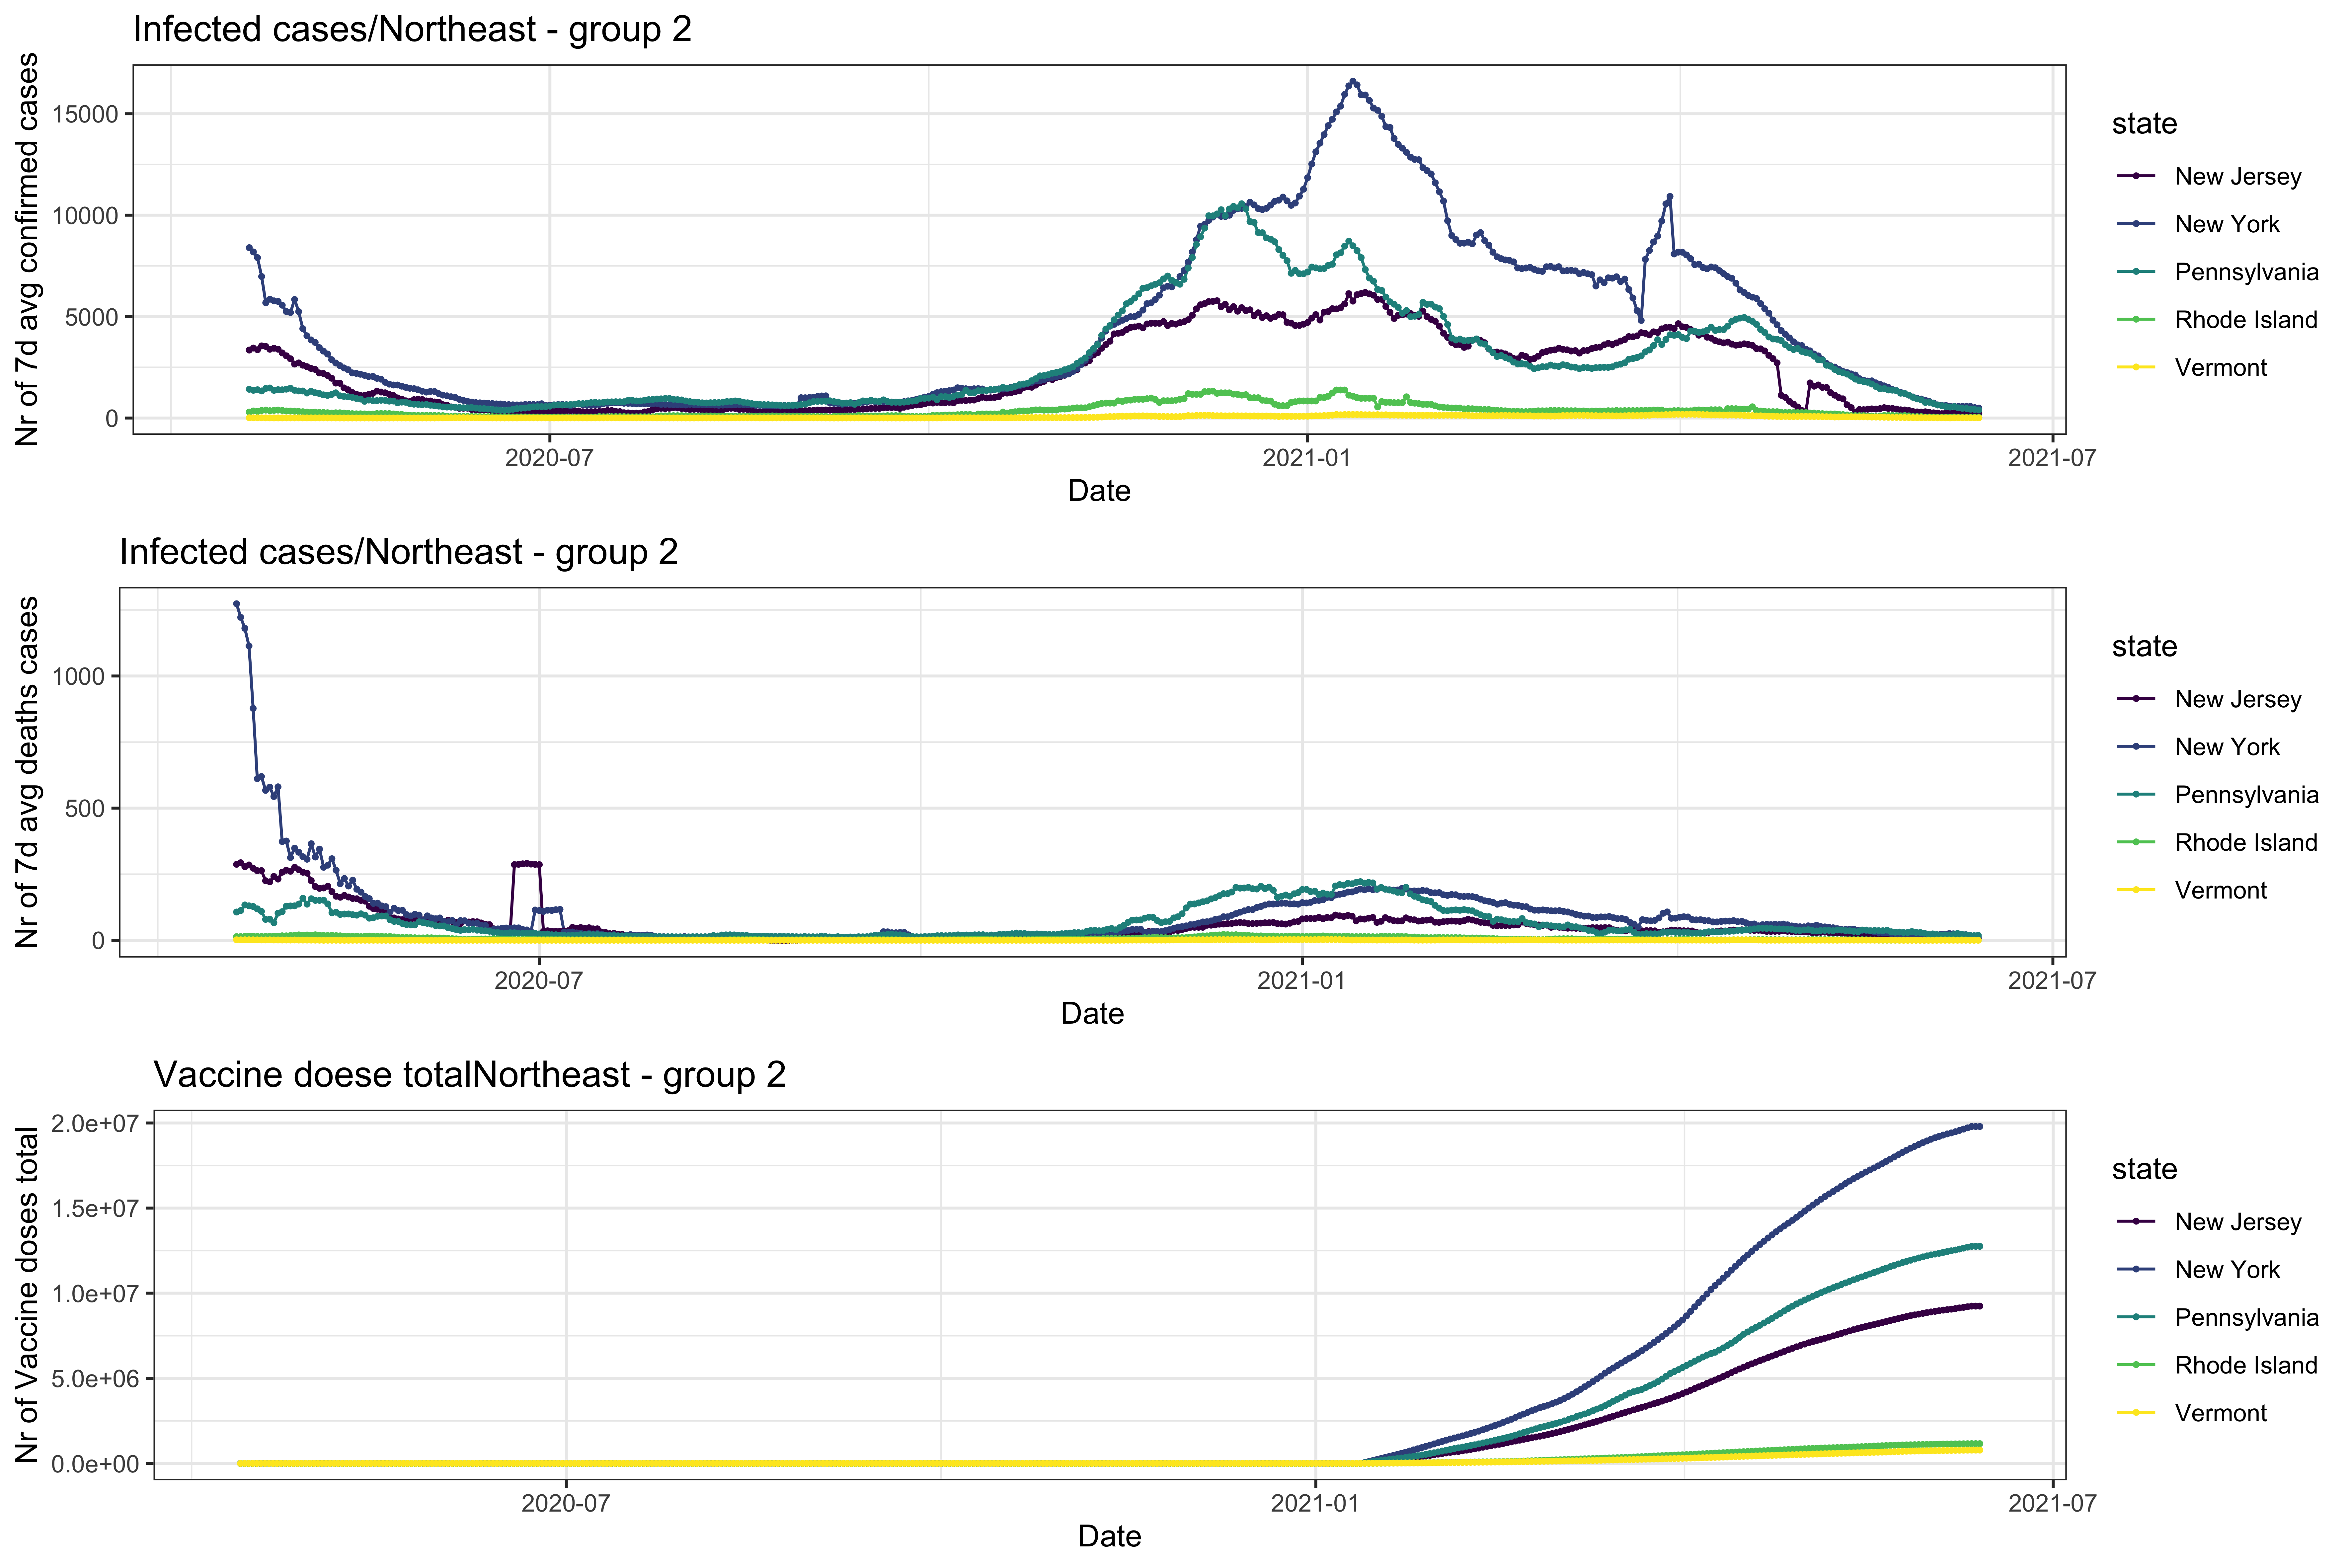 Infected cases/Northeast - group 2
Nr of 7d avg confirmed cases
15000
10000
5000
0
2020-07
2021-01
2021-07
Date
state
New Jersey
New York
Pennsylvania
Rhode Island
Vermont
Infected cases/Northeast - group 2
Nr of 7d avg deaths cases
1000
500
0
2020-07
2021-01
2021-07
Date
state
New Jersey
New York
Pennsylvania
Rhode Island
Vermont
Vaccine doese totalNortheast - group 2
Nr of Vaccine doses total
2.0e+07
1.5e+07
1.0e+07
5.0e+06
0.0e+00
2020-07
2021-01
2021-07
Date
state
New Jersey
New York
Pennsylvania
Rhode Island
Vermont